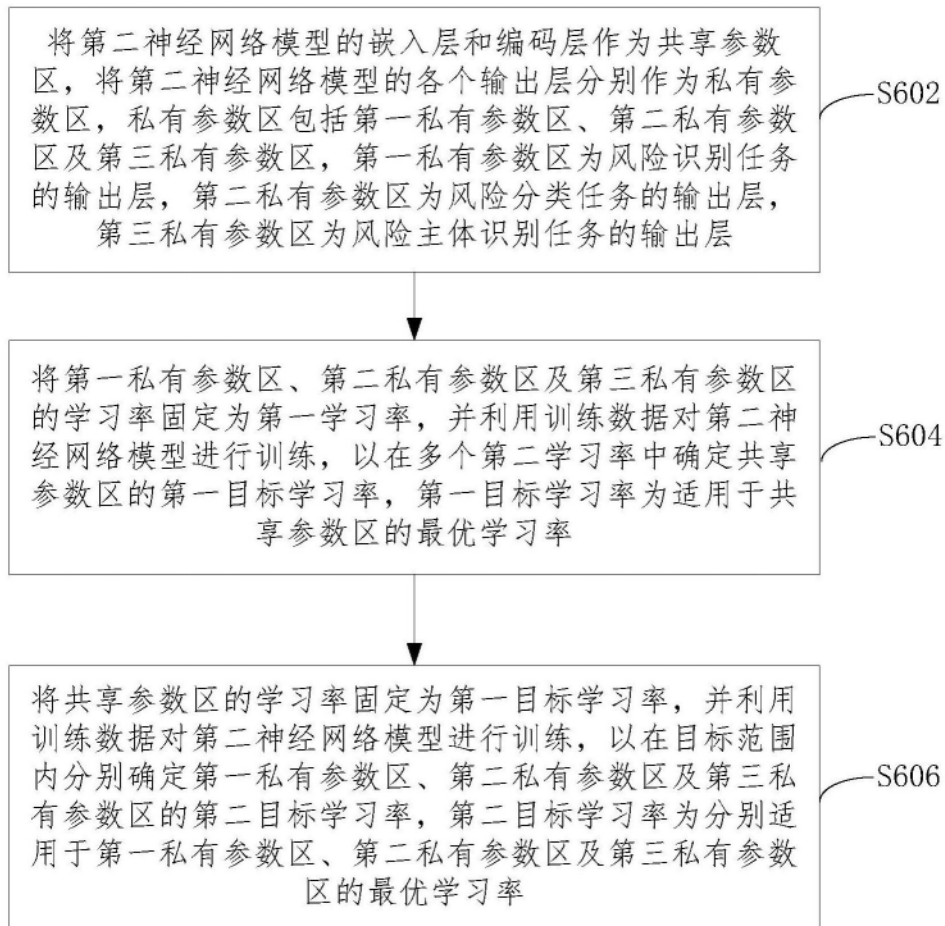 将第二神经网络模型的嵌入层和编码层作为共享参数
区，将第二神经网络模型的各个输出层分别作为私有参
数区，私有参数区包括第一私有参数区、第二私有参数
区及第三私有参数区，第一私有参数区为风险识别任务
的输出层，第二私有参数区为风险分类任务的输出层，
第三私有参数区为风险主体识别任务的输出层
S602
将第一私有参数区、第二私有参数区及第三私有参数区
的学习率固定为第一学习率，并利用训练数据对第二神
经网络模型进行训练，以在多个第二学习率中确定共享
参数区的第一目标学习率，第一目标学习率为适用于共
享参数区的最优学习率
S604
将共享参数区的学习率固定为第一目标学习率，并利用
训练数据对第二神经网络模型进行训练，以在目标范围
内分别确定第一私有参数区、第二私有参数区及第三私
有参数区的第二目标学习率，第二目标学习率为分别适
用于第一私有参数区、第二私有参数区及第三私有参数
区的最优学习率
S606